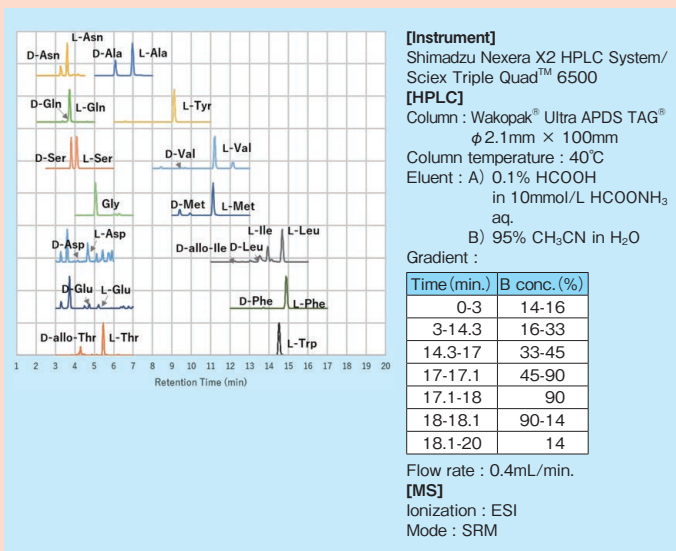 L-Asn
D-Asn
D-Ala
L-Ala
D-Gln
L-Gln
L-Tyr
D-Ser
L-Ser
D-Val
L-Val
Gly
D-Met
L-Met
D-Asp
L-Asp
D-allo-Ile
D-Leu
L-Ile
L-Leu
D-Glu
L-Glu
D-Phe
L-Phe
D-allo-Thr
L-Thr
L-Trp
1 2 3 4 5 6 7 8 9 10 11 12 13 14 15 16 17 18 19 20
Retention Time (min)
[Instrument]
Shimadzu Nexera X2 HPLC System/
Sciex Triple Quad™ 6500
[HPLC]
Column : Wakopak® Ultra APDS TAG®
φ2.1mm × 100mm
Column temperature : 40℃
Eluent : A) 0.1% HCOOH
in 10mmol/L HCOONH₃
aq.
B) 95% CH₃CN in H₂O
Gradient :
Time (min.) B conc. (%)
0-3 14-16
3-14.3 16-33
14.3-17 33-45
17-17.1 45-90
17.1-18 90
18-18.1 90-14
18.1-20 14
Flow rate : 0.4mL/min.
[MS]
Ionization : ESI
Mode : SRM